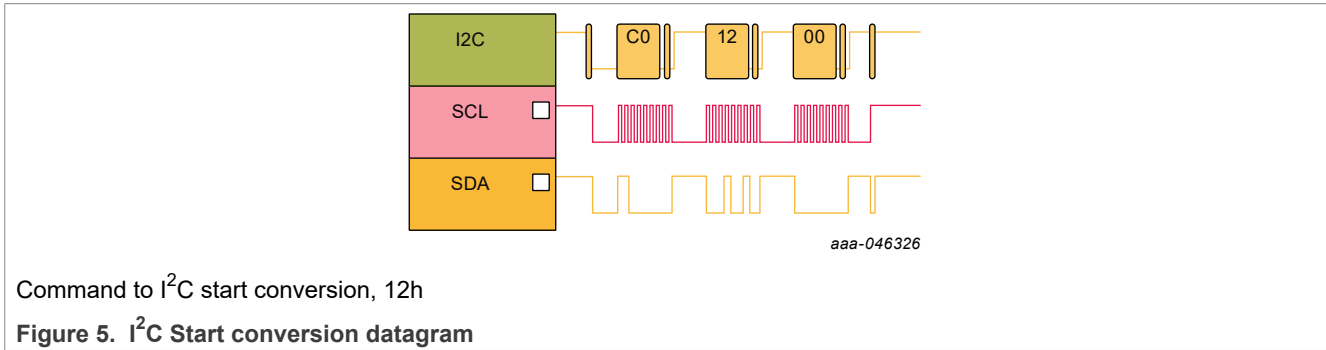 I2C
C0 12 00
SCL
SDA
aaa-046326
Command to I²C start conversion, 12h
Figure 5. I²C Start conversion datagram